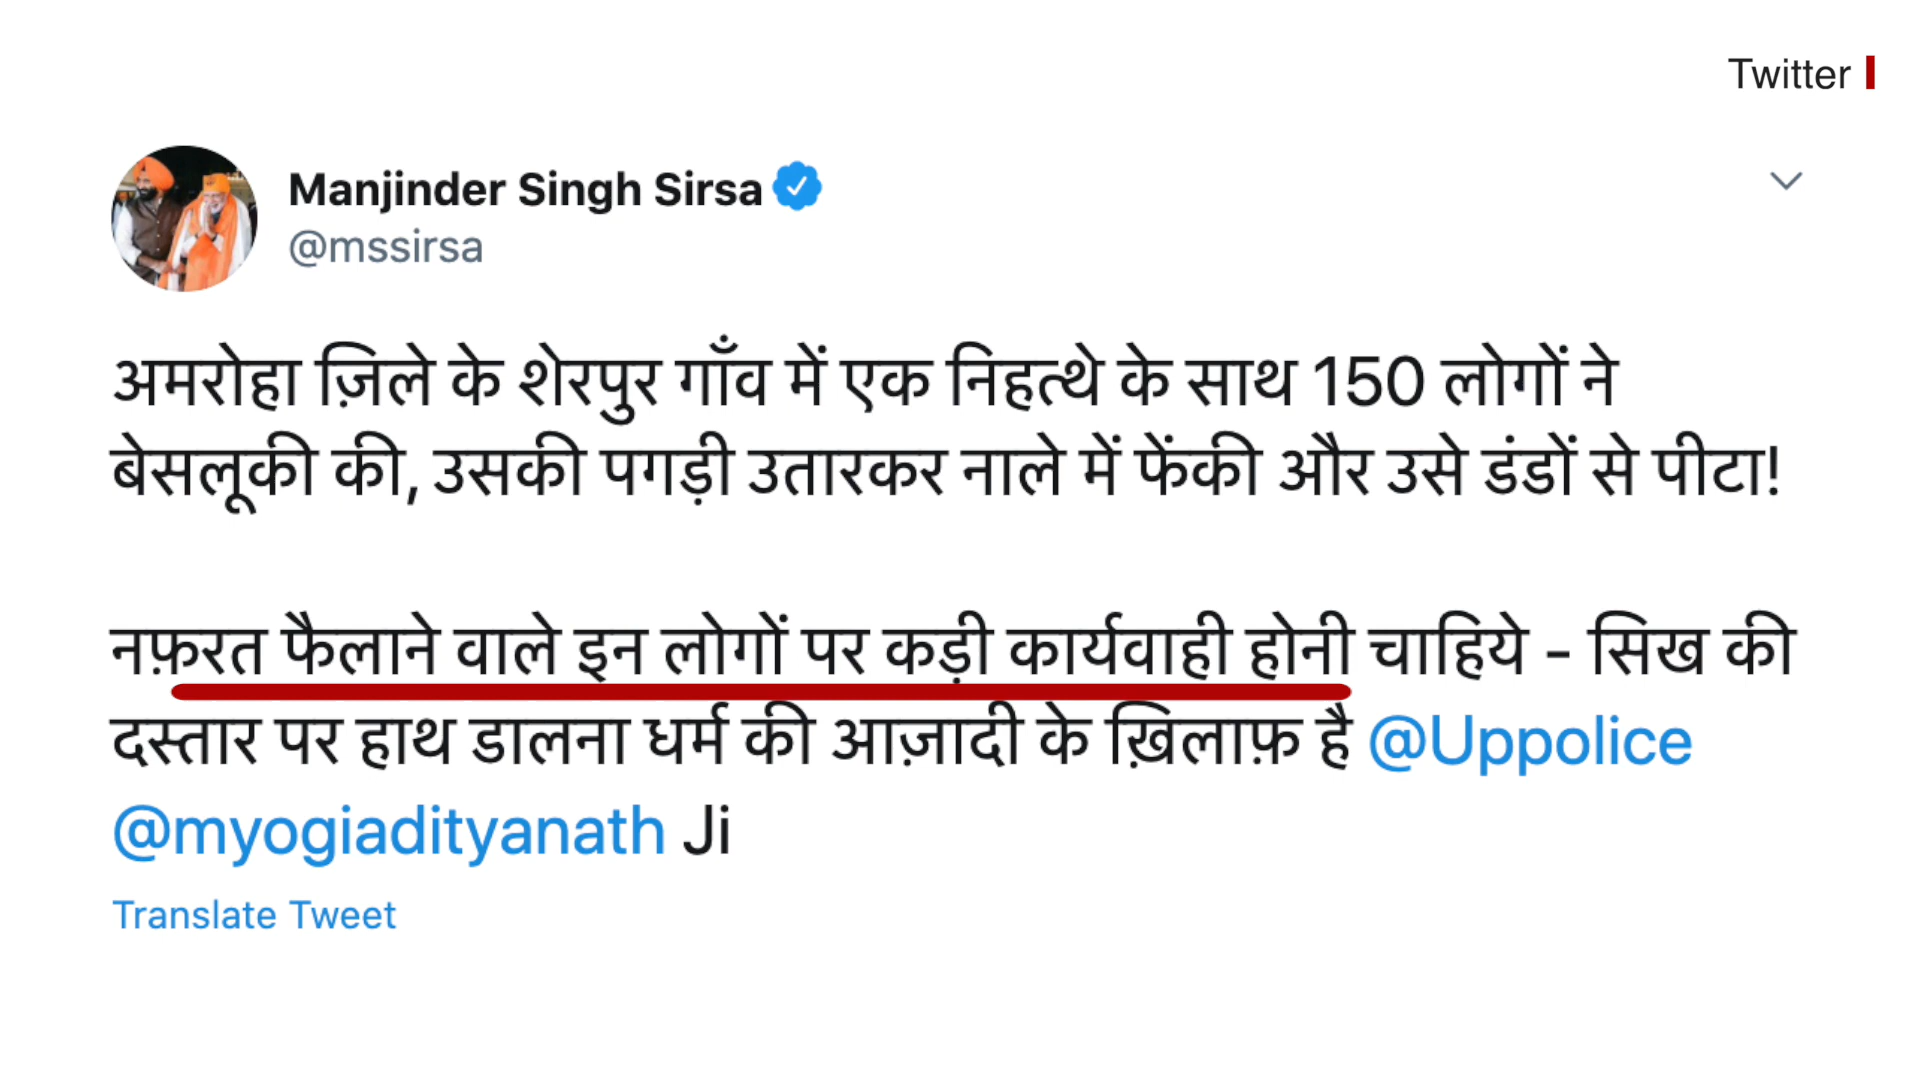 Twitter
Manjinder Singh Sirsa
@mssirsa
अमरोहा ज़िले के शेरपुर गाँव में एक निहत्थे के साथ 150 लोगों ने
बेसलूकी की, उसकी पगड़ी उतारकर नाले में फेंकी और उसे डंडों से पीटा!
नफ़रत फैलाने वाले इन लोगों पर कड़ी कार्यवाही होनी चाहिये - सिख की
दस्तार पर हाथ डालना धर्म की आज़ादी के ख़िलाफ़ है @Uppolice
@myogiadityanath Ji
Translate Tweet